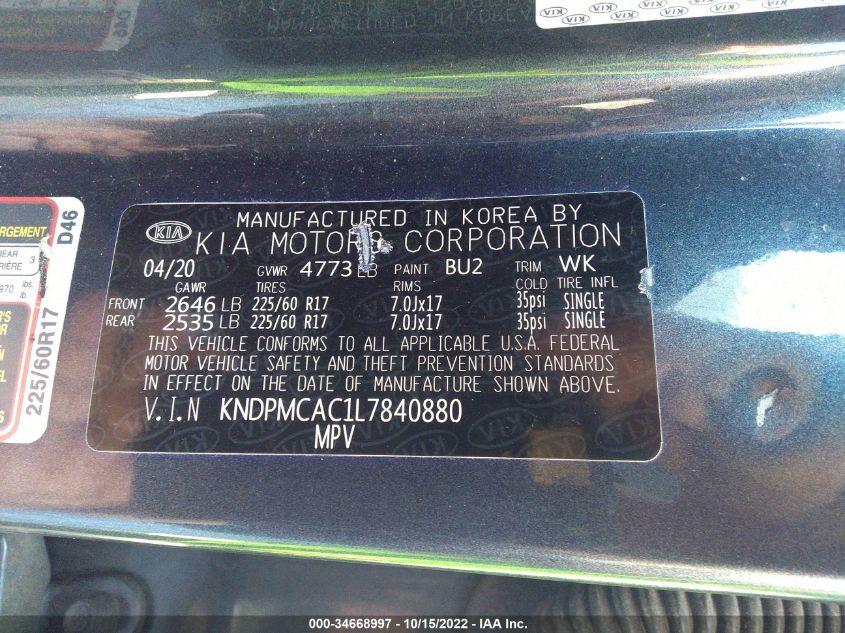 KIA
MANUFACTURED IN KOREA BY
KIA MOTORS CORPORATION
04/20 GVWR 4773 LB PAINT BU2 TRIM WK
GAWR TIRES RIMS COLD TIRE INFL
FRONT 2646 LB 225/60 R17 7.0Jx17 35psi SINGLE
REAR 2535 LB 225/60 R17 7.0Jx17 35psi SINGLE
THIS VEHICLE CONFORMS TO ALL APPLICABLE U.S.A. FEDERAL
MOTOR VEHICLE SAFETY AND THEFT PREVENTION STANDARDS
IN EFFECT ON THE DATE OF MANUFACTURE SHOWN ABOVE.
V.I.N KNDPMCAC1L7840880
MPV
D46
225/60R17
000-34668997 - 10/15/2022 - IAA Inc.